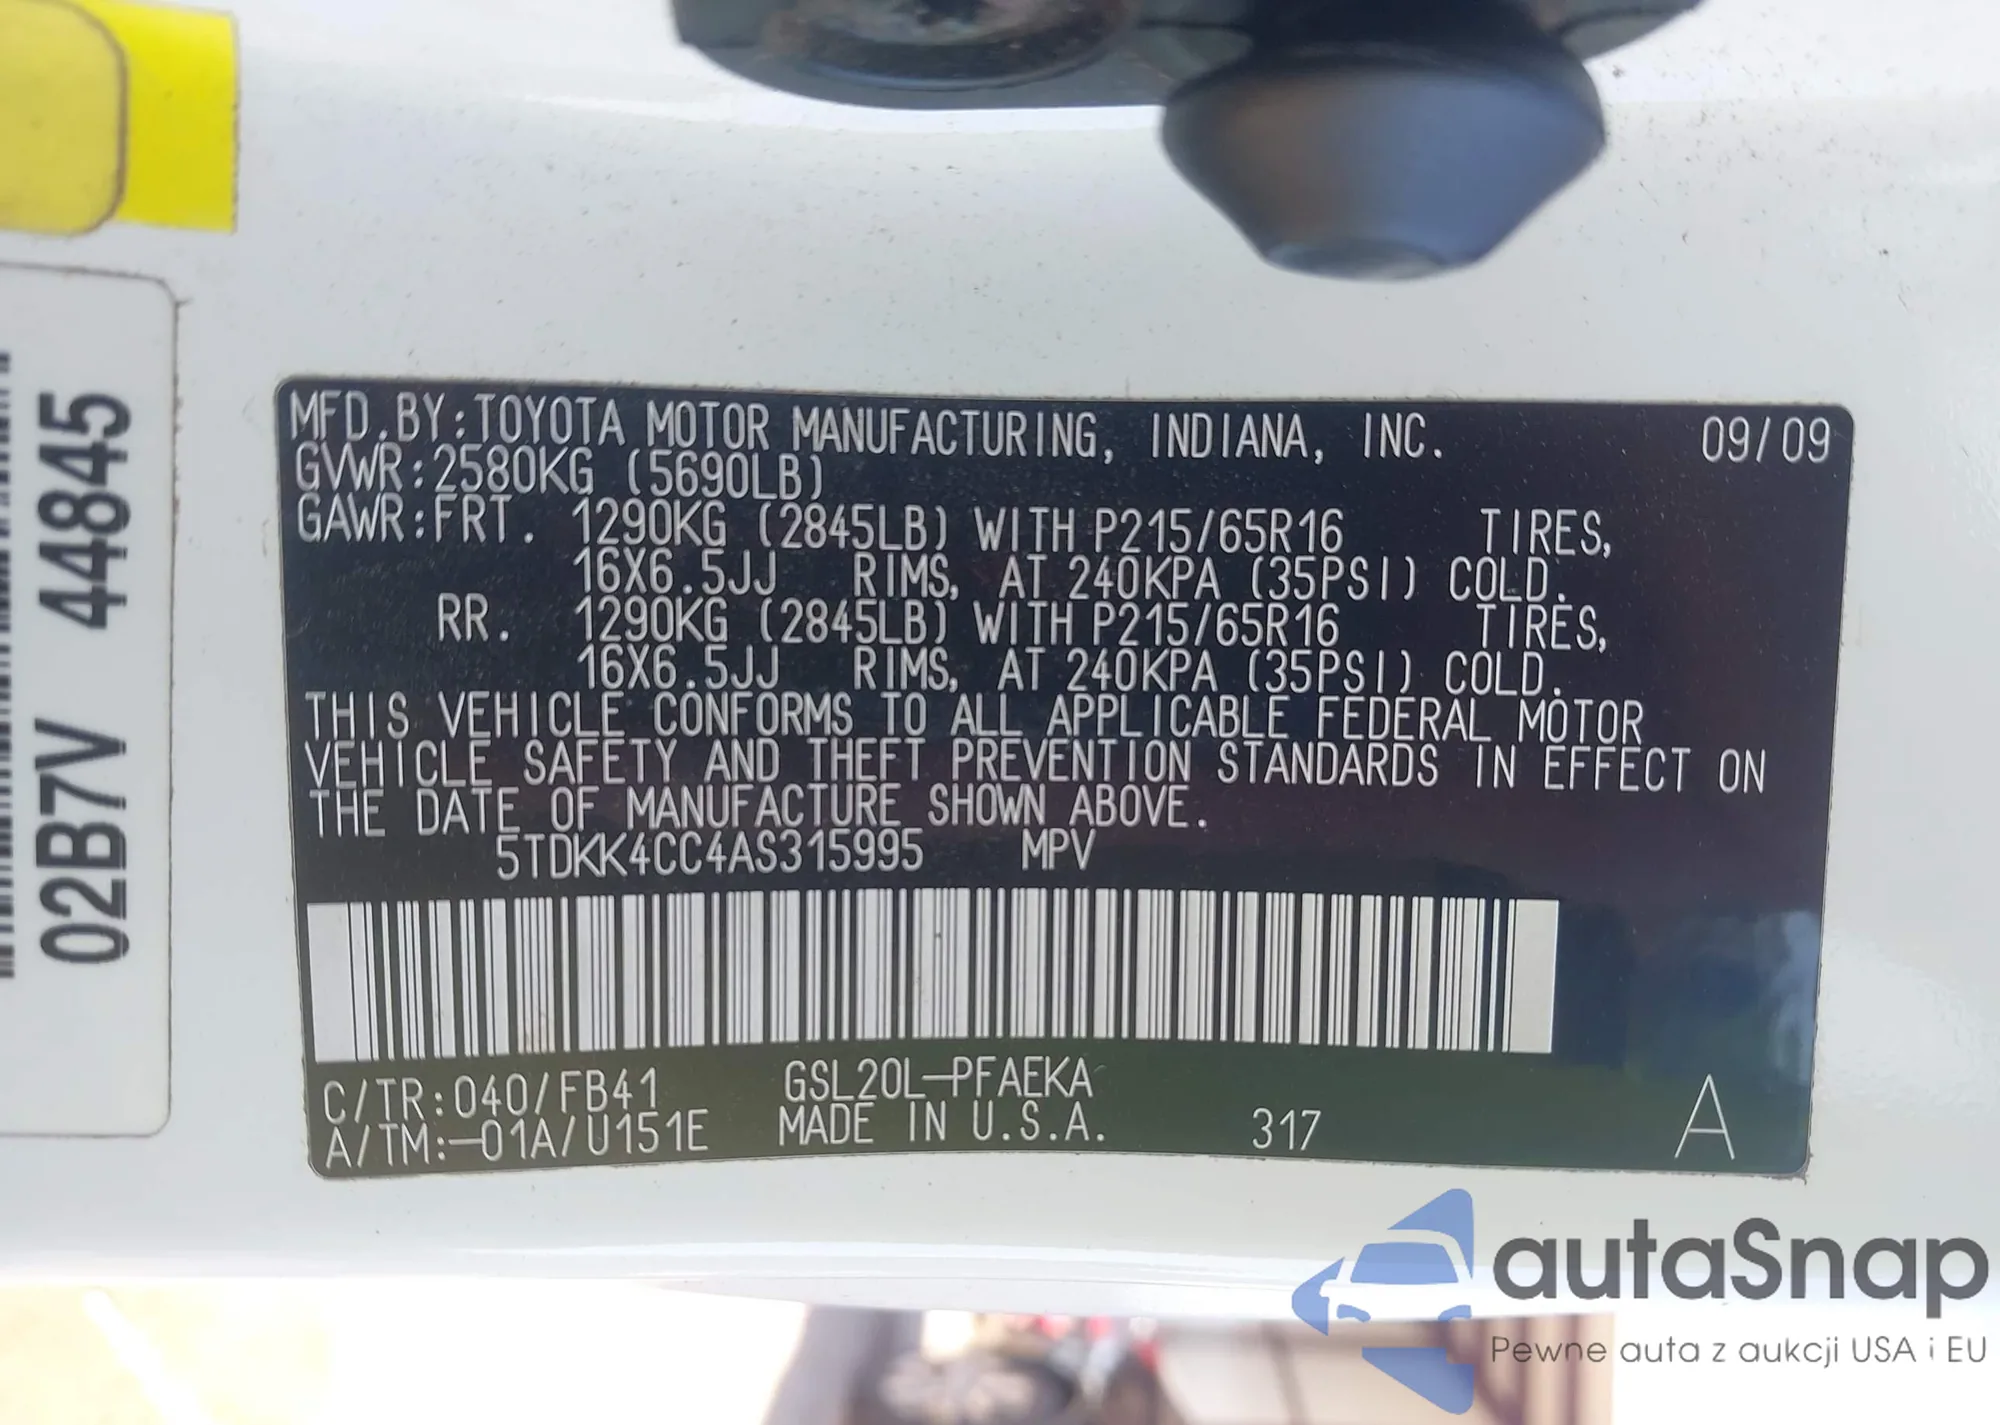 02B7V 44845
MFD.BY:TOYOTA MOTOR MANUFACTURING, INDIANA, INC. 09/09
GVWR:2580KG (5690LB)
GAWR:FRT. 1290KG (2845LB) WITH P215/65R16 TIRES,
16X6.5JJ RIMS, AT 240KPA (35PSI) COLD.
RR. 1290KG (2845LB) WITH P215/65R16 TIRES,
16X6.5JJ RIMS, AT 240KPA (35PSI) COLD.
THIS VEHICLE CONFORMS TO ALL APPLICABLE FEDERAL MOTOR
VEHICLE SAFETY AND THEFT PREVENTION STANDARDS IN EFFECT ON
THE DATE OF MANUFACTURE SHOWN ABOVE.
5TDKK4CC4AS315995 MPV
C/TR:040/FB41 GSL20L-PFAEKA
A/TM:-01A/U151E MADE IN U.S.A. 317 A
autaSnap
Pewne auta z aukcji USA i EU